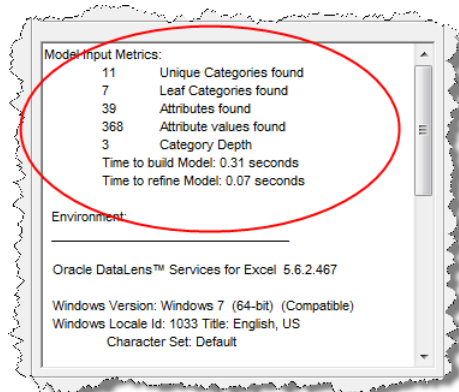 Model Input Metrics:
11 Unique Categories found
7 Leaf Categories found
39 Attributes found
368 Attribute values found
3 Category Depth
Time to build Model: 0.31 seconds
Time to refine Model: 0.07 seconds
Environment:
Oracle DataLens™ Services for Excel 5.6.2.467
Windows Version: Windows 7 (64-bit) (Compatible)
Windows Locale Id: 1033 Title: English, US
Character Set: Default